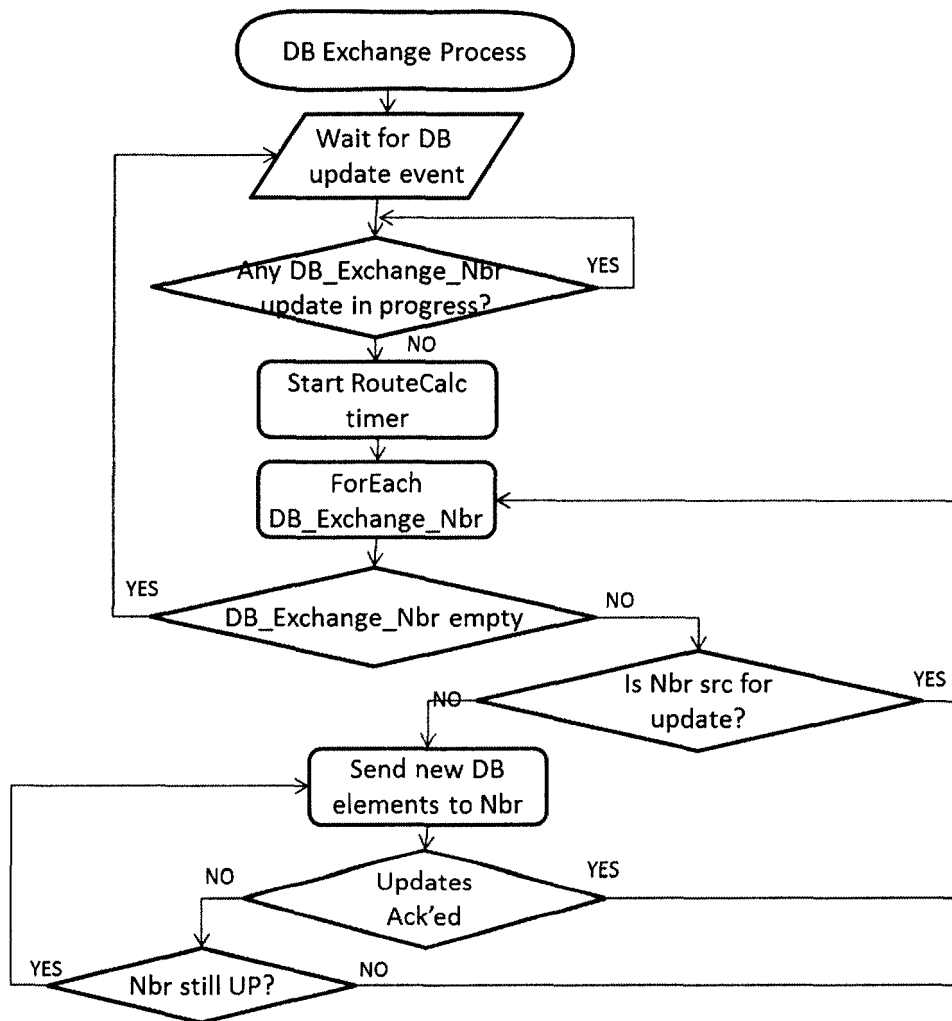 DB Exchange Process
Wait for DB
update event
Any DB_Exchange_Nbr
update in progress?
YES
NO
Start RouteCalc
timer
ForEach
DB_Exchange_Nbr
YES
DB_Exchange_Nbr empty
NO
Is Nbr src for
update?
YES
NO
Send new DB
elements to Nbr
NO
Updates
Ack'ed
YES
YES
Nbr still UP?
NO